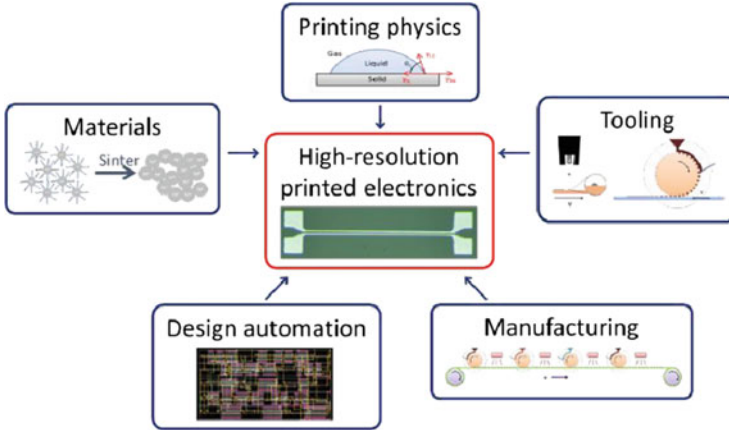 Printing physics
Gas
Liquid
Solid
Materials
Sinter
Tooling
High-resolution
printed electronics
Design automation
Manufacturing